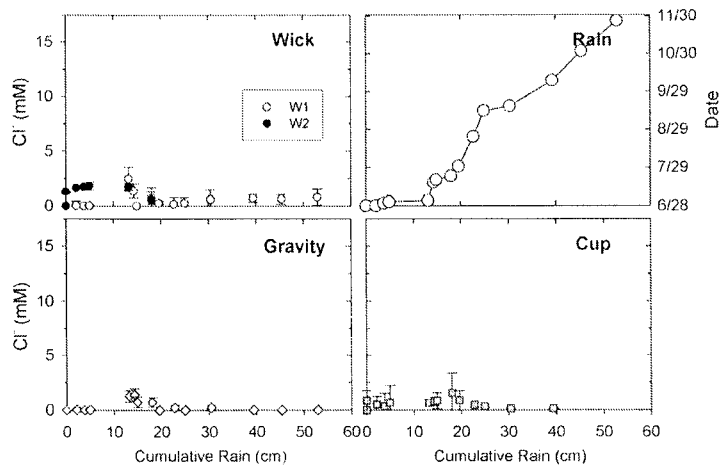 Wick
W1
W2
15
10
5
0
Cl⁻ (mM)
Rain
11/30
10/30
9/29
8/29
7/29
6/28
Date
Gravity
15
10
5
0
Cl⁻ (mM)
0 10 20 30 40 50 60
Cumulative Rain (cm)
Cup
0 10 20 30 40 50 60
Cumulative Rain (cm)